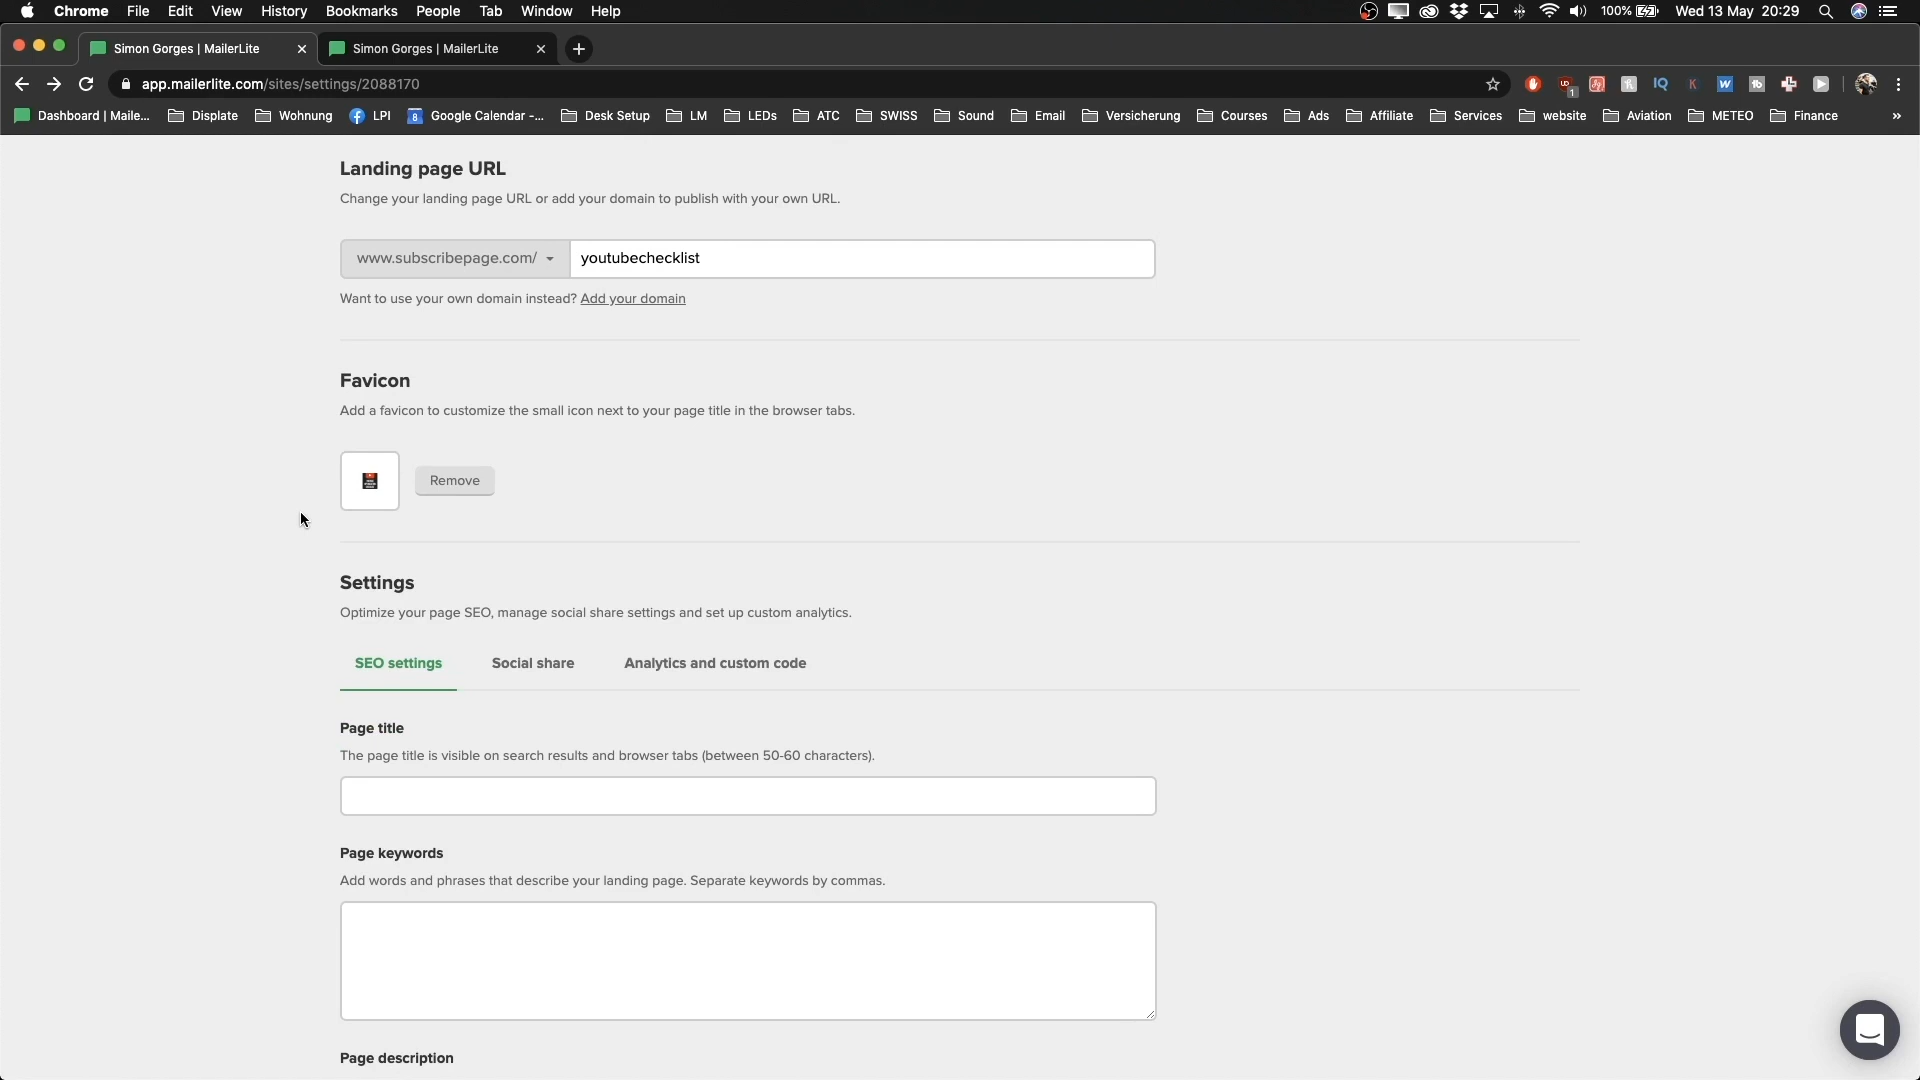 Chrome File Edit View History Bookmarks People Tab Window Help 100% Wed 13 May 20:29
Simon Gorges | MailerLite Simon Gorges | MailerLite
app.mailerlite.com/sites/settings/2088170
Dashboard | Maile... Displate Wohnung LPI Google Calendar -... Desk Setup LM LEDs ATC SWISS Sound Email Versicherung Courses Ads Affiliate Services website Aviation METEO Finance »
Landing page URL
Change your landing page URL or add your domain to publish with your own URL.
www.subscribepage.com/ youtubechecklist
Want to use your own domain instead? Add your domain
Favicon
Add a favicon to customize the small icon next to your page title in the browser tabs.
Remove
Settings
Optimize your page SEO, manage social share settings and set up custom analytics.
SEO settings Social share Analytics and custom code
Page title
The page title is visible on search results and browser tabs (between 50-60 characters).
Page keywords
Add words and phrases that describe your landing page. Separate keywords by commas.
Page description